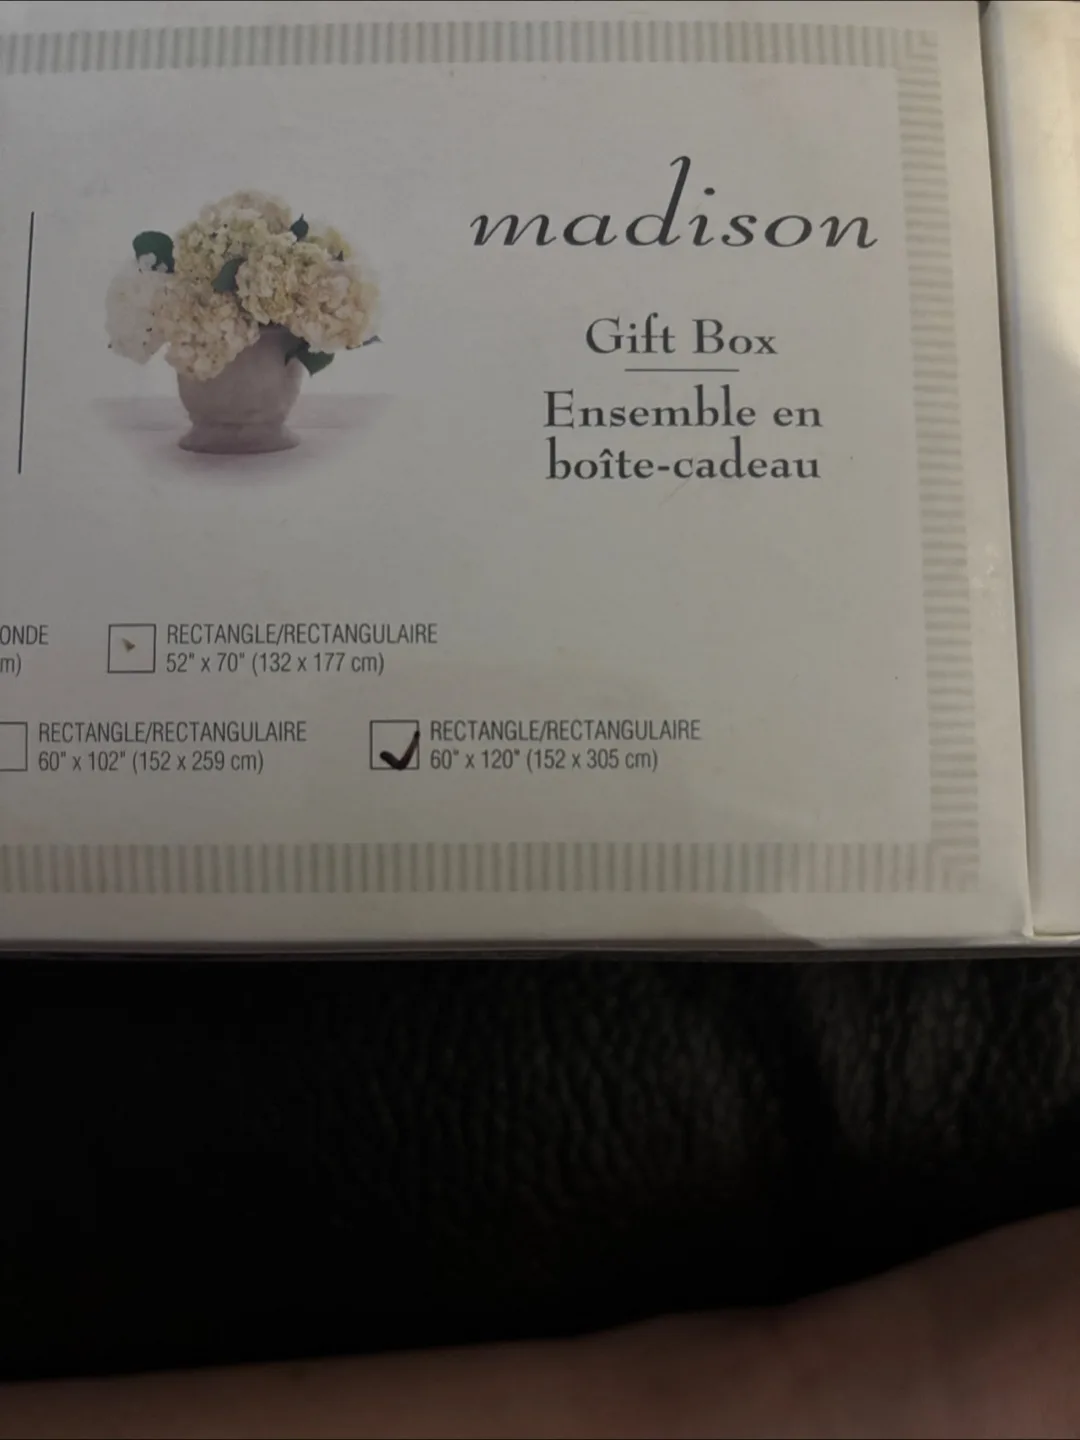 madison
Gift Box
Ensemble en
boîte-cadeau
ONDE
m)
RECTANGLE/RECTANGULAIRE
52" x 70" (132 x 177 cm)
RECTANGLE/RECTANGULAIRE
60" x 102" (152 x 259 cm)
RECTANGLE/RECTANGULAIRE
60" x 120" (152 x 305 cm)